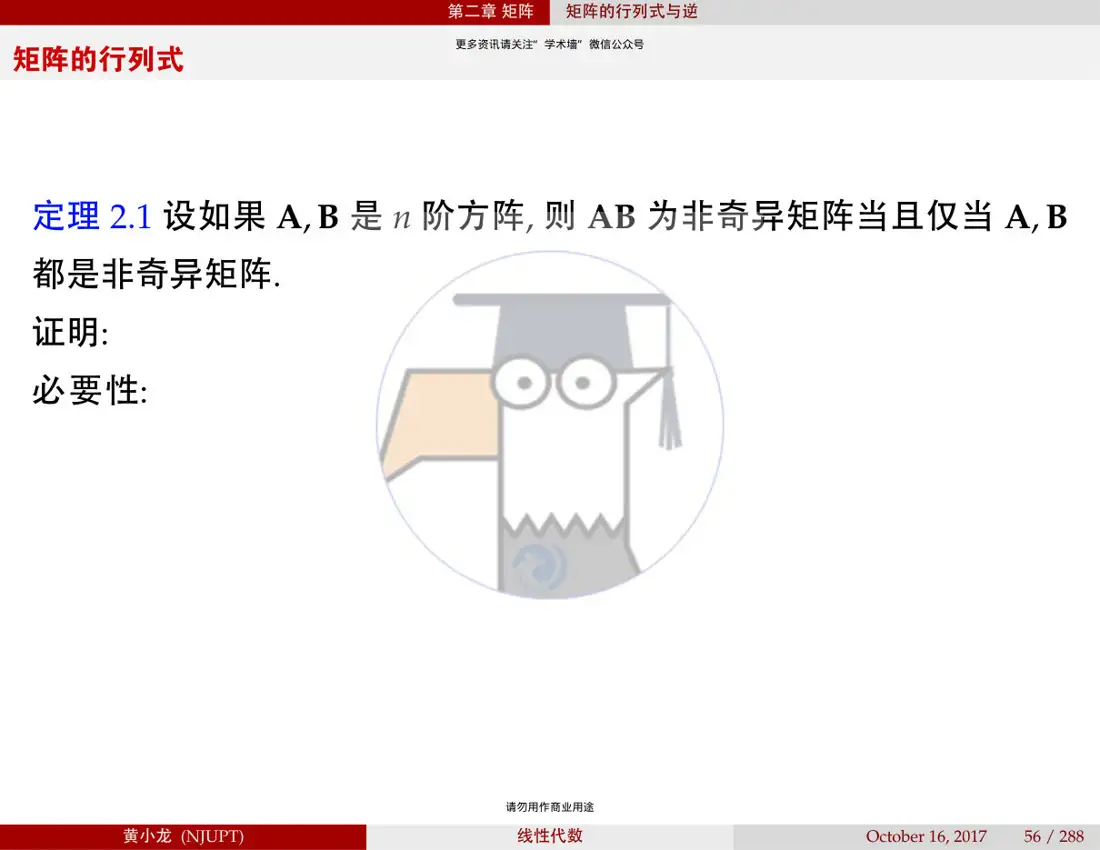 第二章 矩阵 矩阵的行列式与逆
更多资讯请关注“学术墙”微信公众号
矩阵的行列式
定理 2.1 设如果 A, B 是 n 阶方阵, 则 AB 为非奇异矩阵当且仅当 A, B
都是非奇异矩阵.
证明:
必要性:
请勿用作商业用途
黄小龙 (NJUPT) 线性代数 October 16, 2017 56 / 288